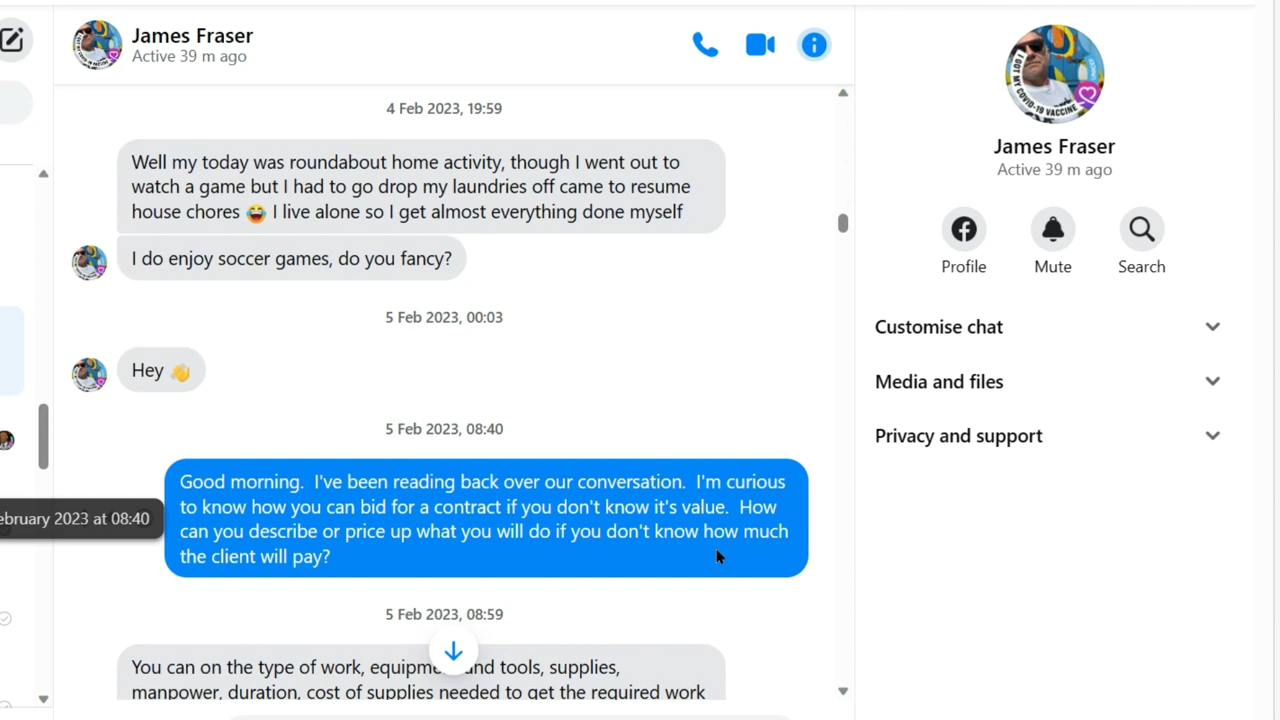 James Fraser
Active 39 m ago
4 Feb 2023, 19:59
Well my today was roundabout home activity, though I went out to
watch a game but I had to go drop my laundries off came to resume
house chores 😂 I live alone so I get almost everything done myself
I do enjoy soccer games, do you fancy?
5 Feb 2023, 00:03
Hey 👋
5 Feb 2023, 08:40
Good morning.  I've been reading back over our conversation.  I'm curious
to know how you can bid for a contract if you don't know it's value.  How
can you describe or price up what you will do if you don't know how much
the client will pay?
ebruary 2023 at 08:40
5 Feb 2023, 08:59
You can on the type of work, nd tools, supplies,
manpower, duration, cost of supplies needed to get the required work
I GOT MY COVID-19 VACCINE
James Fraser
Active 39 m ago
Profile
Mute
Search
Customise chat
Media and files
Privacy and support